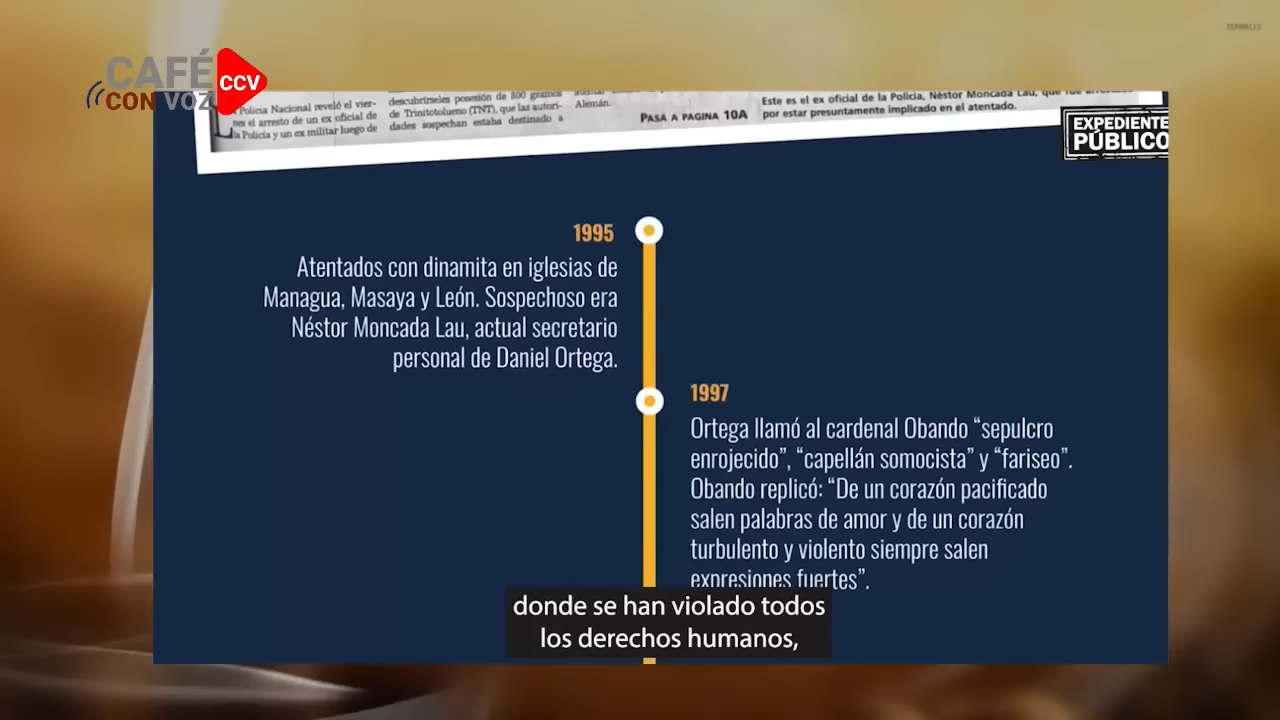 CAFÉ
CON VOZ
CCV
Policía Nacional reveló el vier-
nes el arresto de un ex oficial de
la Policía y un ex militar luego de
descubrírseles posesión de 800 gramos
de Trinitotolueno (TNT), que las autori-
dades sospechan estaba destinado a
Alemán.
PASA A PAGINA 10A
Este es el ex oficial de la Policía, Néstor Moncada Lau, que fue
por estar presuntamente implicado en el atentado.
EXPEDIENTE
PÚBLICO
1995
Atentados con dinamita en iglesias de
Managua, Masaya y León. Sospechoso era
Néstor Moncada Lau, actual secretario
personal de Daniel Ortega.
1997
Ortega llamó al cardenal Obando “sepulcro
enrojecido”, “capellán somocista” y “fariseo”.
Obando replicó: “De un corazón pacificado
salen palabras de amor y de un corazón
turbulento y violento siempre salen
expresiones fuertes”.
donde se han violado todos
los derechos humanos,